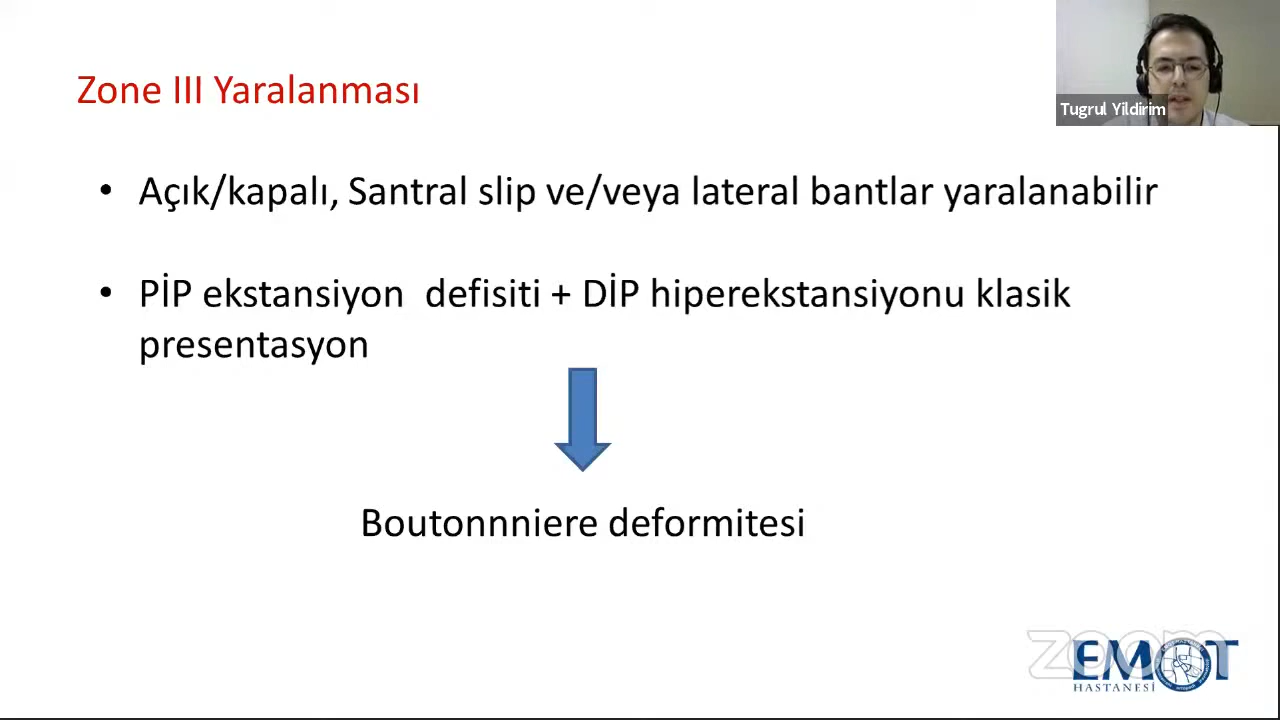 Zone III Yaralanması
Tugrul Yildirim
• Açık/kapalı, Santral slip ve/veya lateral bantlar yaralanabilir
• PİP ekstansiyon defisiti + DİP hiperekstansiyonu klasik
presentasyon
Boutonnniere deformitesi
zoom
EMOT
HASTANESİ